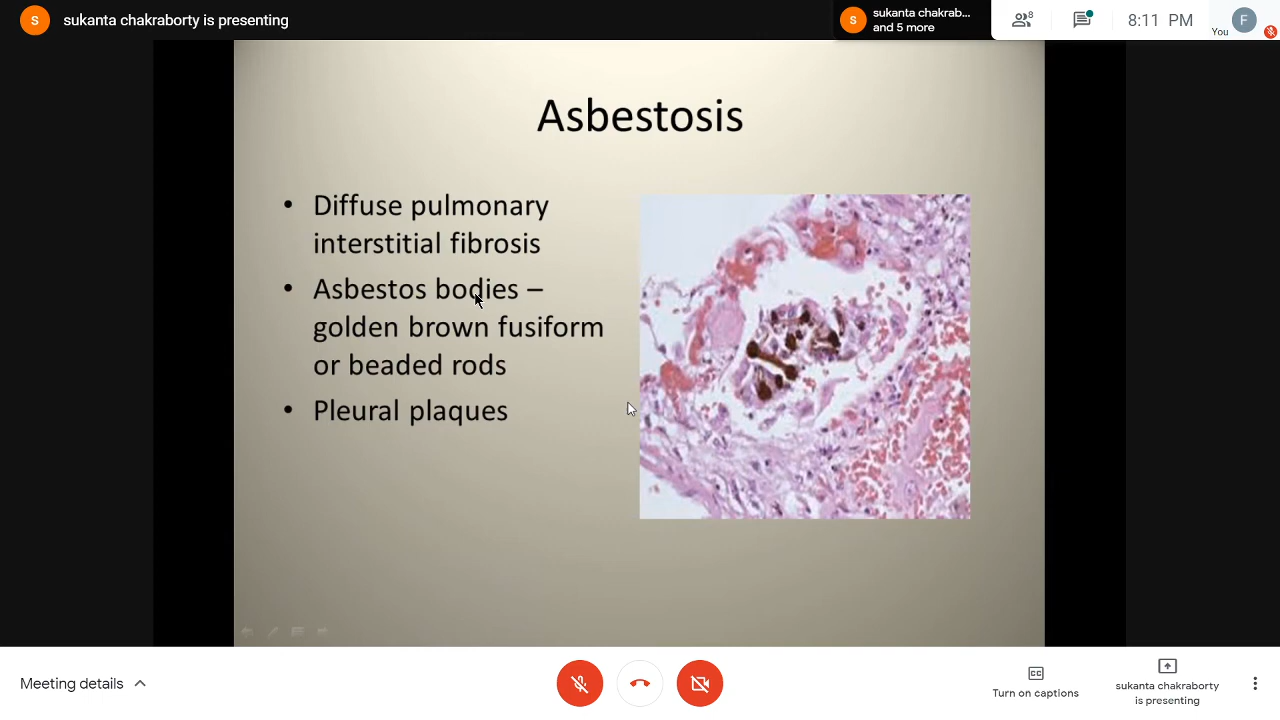 S
sukanta chakraborty is presenting
S
sukanta chakrab...
and 5 more
8
8:11 PM
You
F
Asbestosis
• Diffuse pulmonary
interstitial fibrosis
• Asbestos bodies –
golden brown fusiform
or beaded rods
• Pleural plaques
Meeting details
CC
Turn on captions
sukanta chakraborty
is presenting